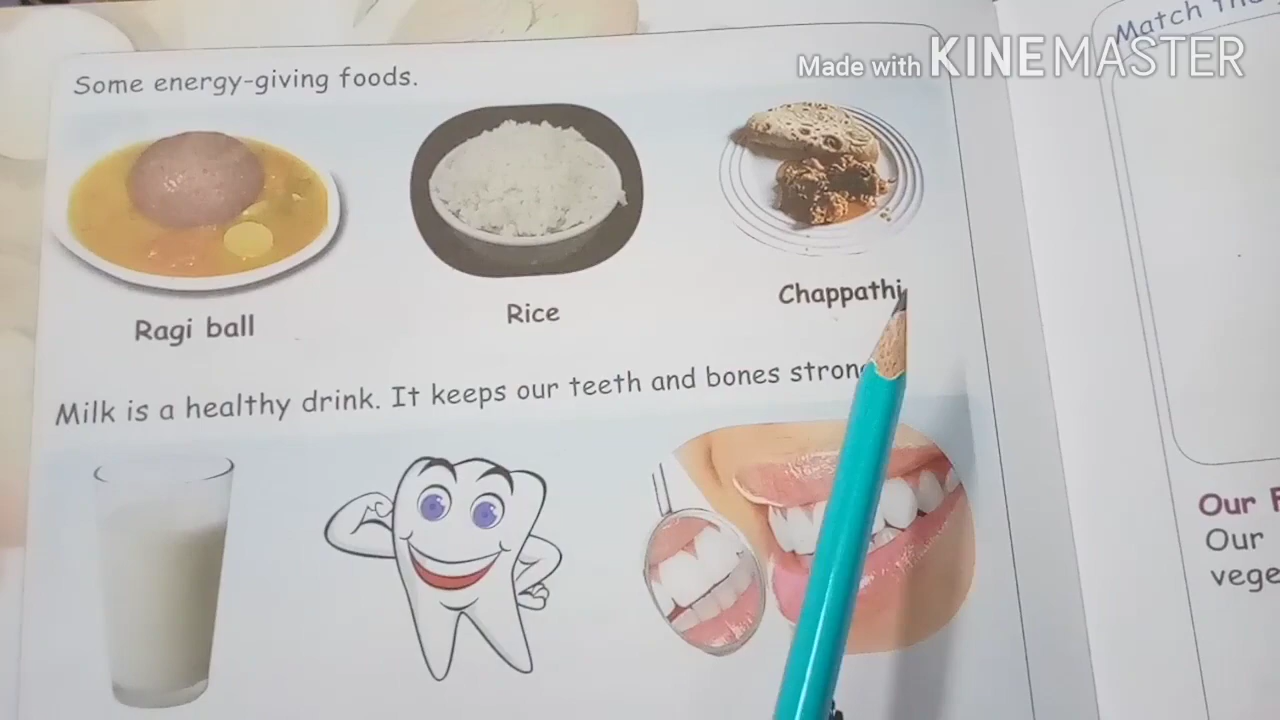 Made with KINEMASTER
Match the
Some energy-giving foods.
Ragi ball
Rice
Chappathi
Milk is a healthy drink. It keeps our teeth and bones strong
Our
Our
vege